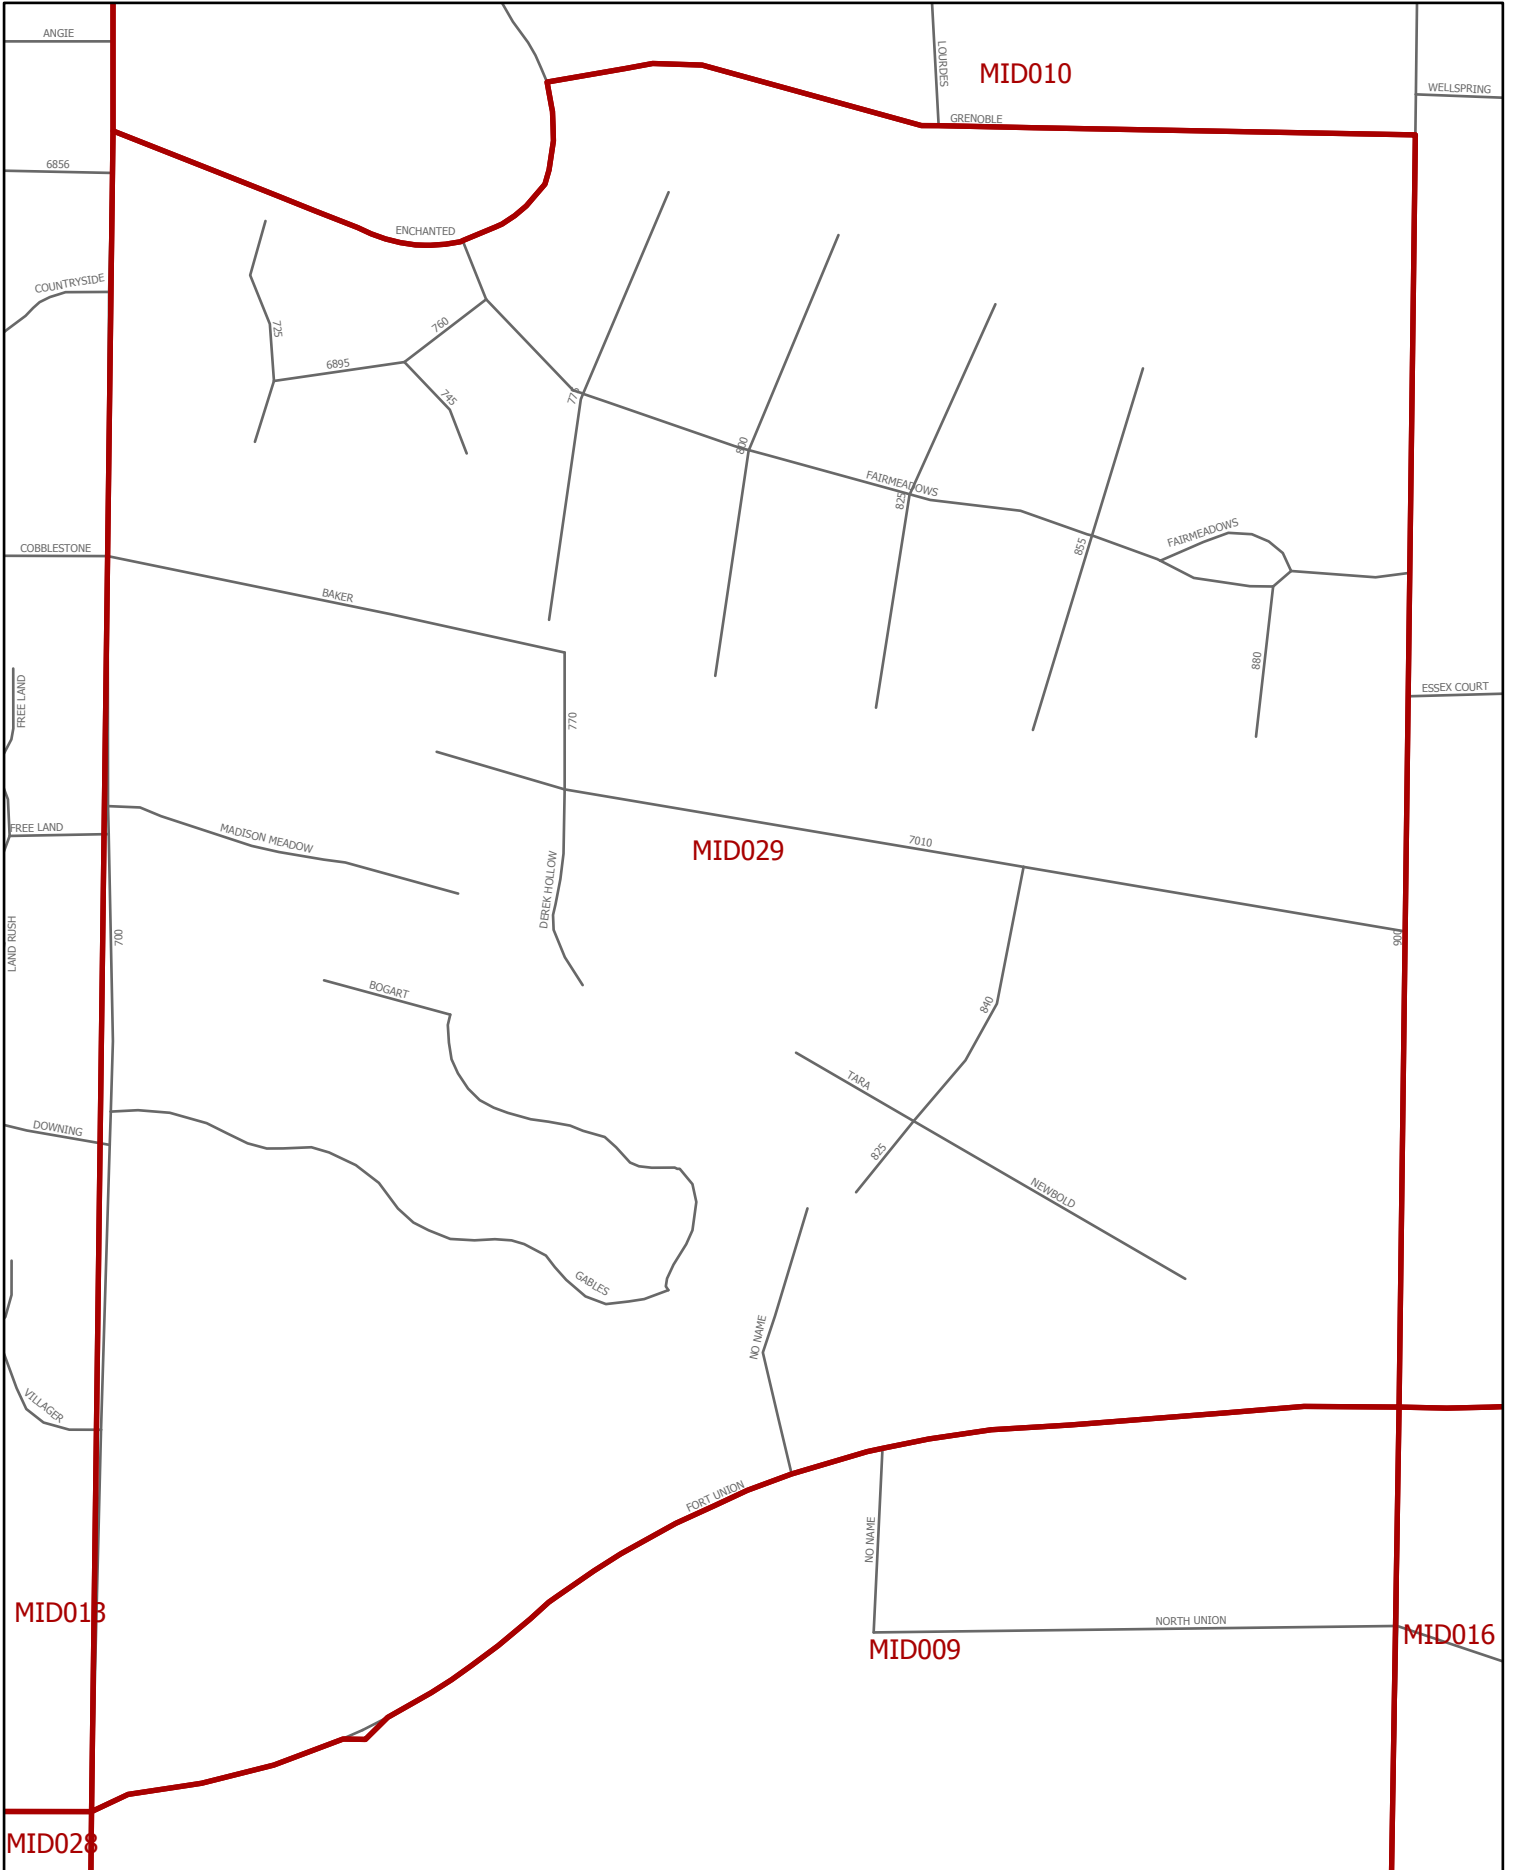 ANGIE
LOURDES
MID010
WELLSPRING
GRENOBLE
6856
ENCHANTED
COUNTRYSIDE
725
760
6895
745
775
800
FAIRMEADOWS
825
FAIRMEADOWS
855
COBBLESTONE
BAKER
880
FREE LAND
ESSEX COURT
770
FREE LAND
MADISON MEADOW
7010
MID029
DEREK HOLLOW
LAND RUSH
700
900
BOGART
840
TARA
DOWNING
825
NEWBOLD
GABLES
NO NAME
VILLAGER
FORT UNION
NO NAME
MID013
NORTH UNION
MID016
MID009
MID028